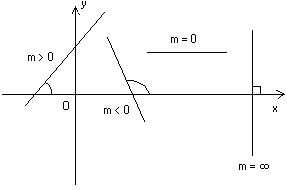 y
m > 0
m = 0
O
m < 0
x
m = ∞